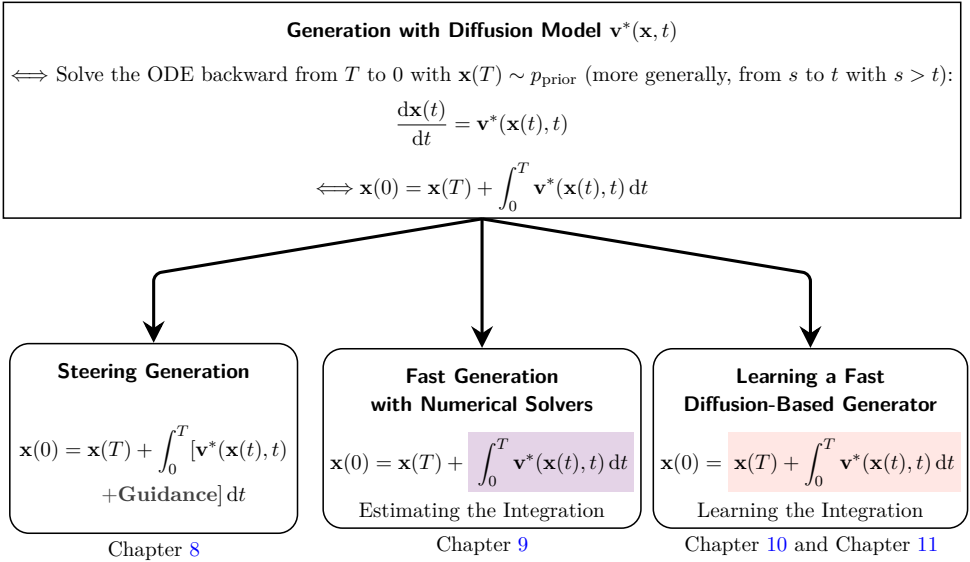 Generation with Diffusion Model v*(x, t)
⟺ Solve the ODE backward from T to 0 with x(T) ∼ p_prior (more generally, from s to t with s > t):
dx(t)/dt = v*(x(t), t)
⟺ x(0) = x(T) + ∫_0^T v*(x(t), t) dt
Steering Generation
x(0) = x(T) + ∫_0^T [v*(x(t), t)
+Guidance] dt
Chapter 8
Fast Generation
with Numerical Solvers
x(0) = x(T) + ∫_0^T v*(x(t), t) dt
Estimating the Integration
Chapter 9
Learning a Fast
Diffusion-Based Generator
x(0) = x(T) + ∫_0^T v*(x(t), t) dt
Learning the Integration
Chapter 10 and Chapter 11